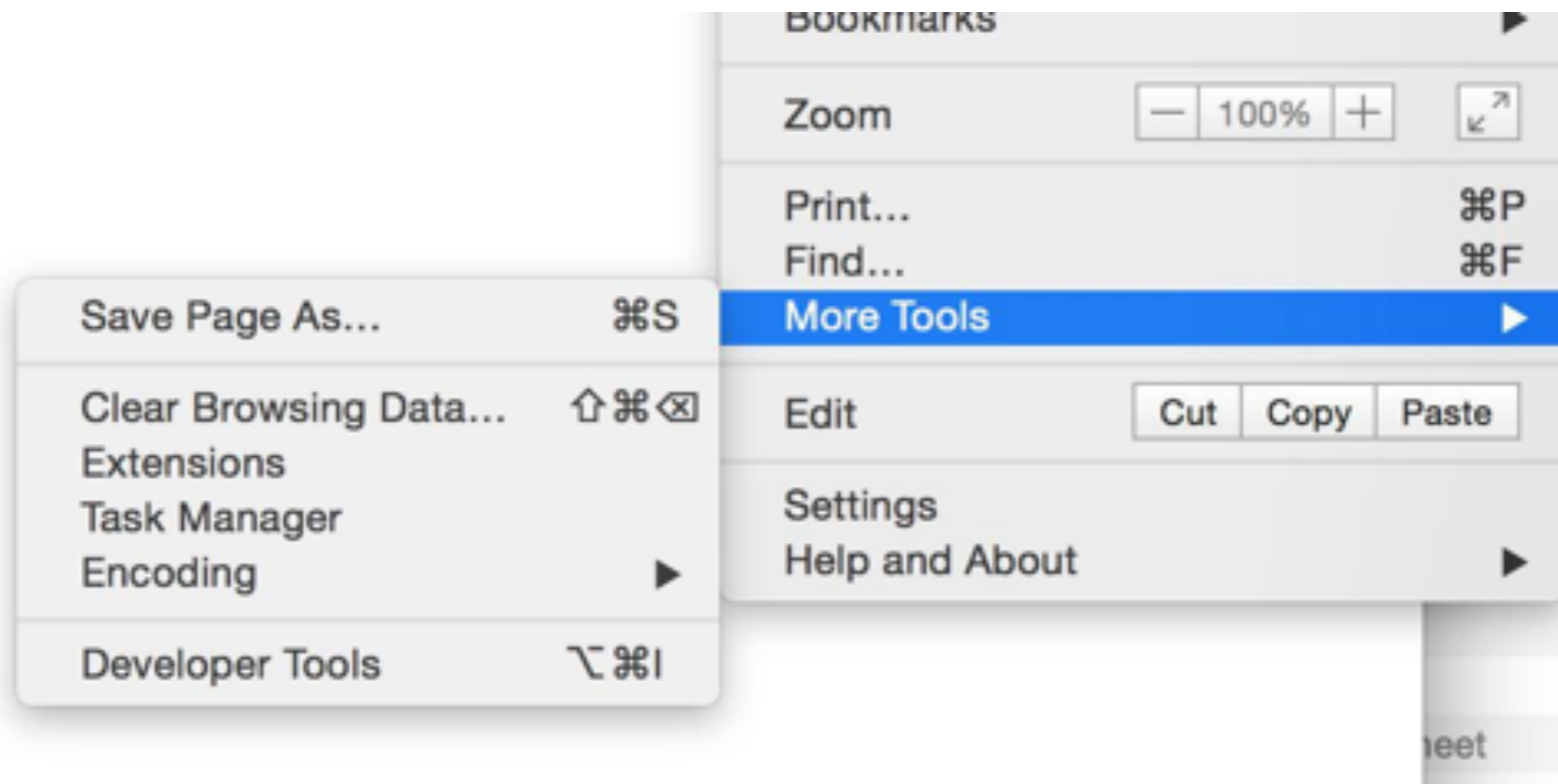 Bookmarks ▶
Zoom — 100% +
Print... ⌘P
Find... ⌘F
More Tools ▶
Edit Cut Copy Paste
Settings
Help and About ▶
Save Page As... ⌘S
Clear Browsing Data... ⇧⌘⌫
Extensions
Task Manager
Encoding ▶
Developer Tools ⌥⌘I